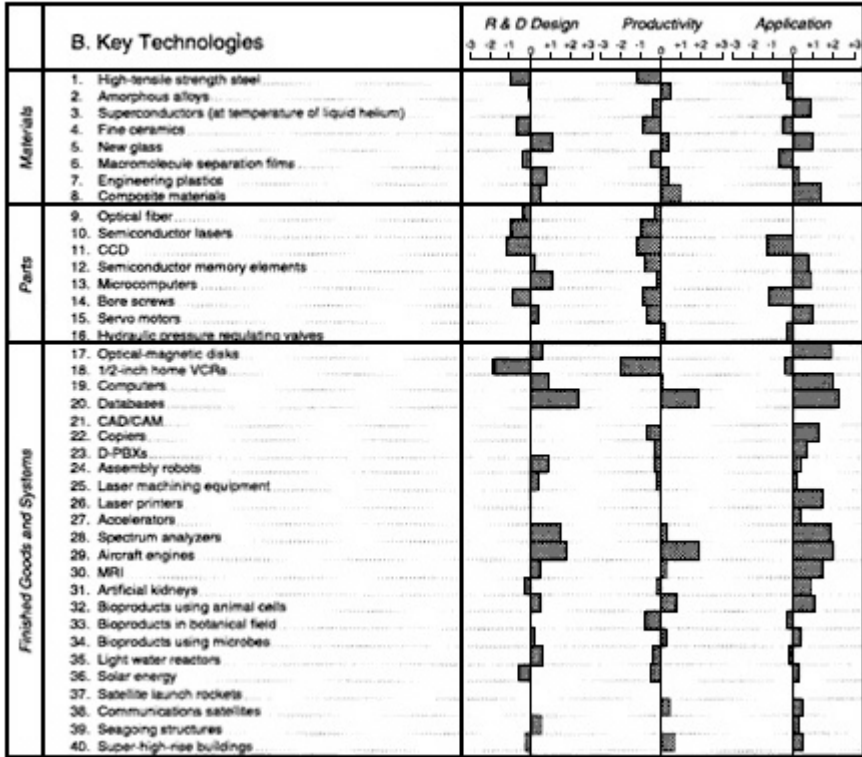 B. Key Technologies
R & D Design Productivity Application
-3 -2 -1 0 +1 +2 +3 -3 -2 -1 0 +1 +2 +3 -3 -2 -1 0 +1 +2 +3
Materials
1. High-tensile strength steel
2. Amorphous alloys
3. Superconductors (at temperature of liquid helium)
4. Fine ceramics
5. New glass
6. Macromolecule separation films
7. Engineering plastics
8. Composite materials
Parts
9. Optical fiber
10. Semiconductor lasers
11. CCD
12. Semiconductor memory elements
13. Microcomputers
14. Bore screws
15. Servo motors
16. Hydraulic pressure regulating valves
Finished Goods and Systems
17. Optical-magnetic disks
18. 1/2-inch home VCRs
19. Computers
20. Databases
21. CAD/CAM
22. Copiers
23. D-PBXs
24. Assembly robots
25. Laser machining equipment
26. Laser printers
27. Accelerators
28. Spectrum analyzers
29. Aircraft engines
30. MRI
31. Artificial kidneys
32. Bioproducts using animal cells
33. Bioproducts in botanical field
34. Bioproducts using microbes
35. Light water reactors
36. Solar energy
37. Satellite launch rockets
38. Communications satellites
39. Seagoing structures
40. Super-high-rise buildings